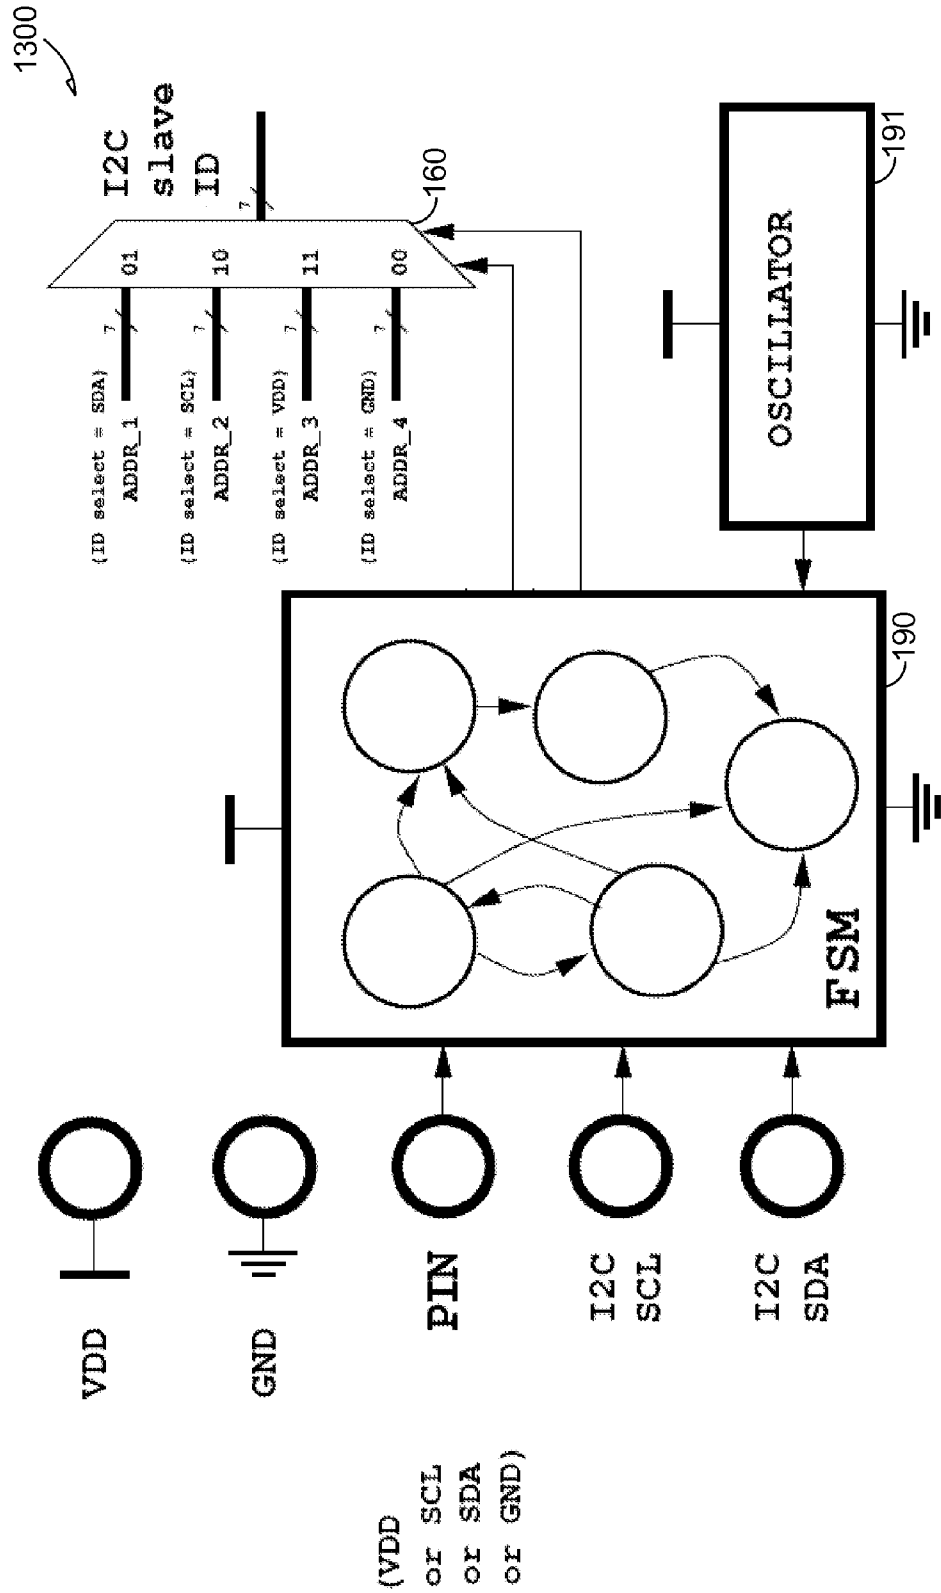 1300
I2C
slave
ID
7
160
01
10
11
00
7
7
7
7
(ID select = SDA)
ADDR_1
(ID select = SCL)
ADDR_2
(ID select = VDD)
ADDR_3
(ID select = GND)
ADDR_4
OSCILLATOR
191
FSM
190
VDD
GND
PIN
I2C
SCL
I2C
SDA
(VDD
or SCL
or SDA
or GND)